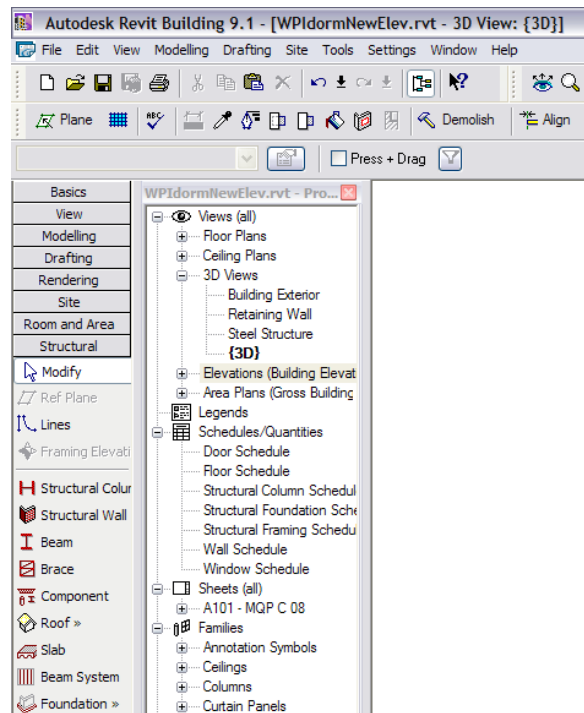 Autodesk Revit Building 9.1 - [WPIdormNewElev.rvt - 3D View: {3D}]
File Edit View Modelling Drafting Site Tools Settings Window Help
Plane ABC Demolish Align
Press + Drag
Basics
View
Modelling
Drafting
Rendering
Site
Room and Area
Structural
Modify
Ref Plane
Lines
Framing Elevati
Structural Colur
Structural Wall
Beam
Brace
Component
Roof »
Slab
Beam System
Foundation »
WPIdormNewElev.rvt - Pro...
Views (all)
Floor Plans
Ceiling Plans
3D Views
Building Exterior
Retaining Wall
Steel Structure
{3D}
Elevations (Building Elevat
Area Plans (Gross Building
Legends
Schedules/Quantities
Door Schedule
Floor Schedule
Structural Column Schedul
Structural Foundation Sche
Structural Framing Schedu
Wall Schedule
Window Schedule
Sheets (all)
A101 - MQP C 08
Families
Annotation Symbols
Ceilings
Columns
Curtain Panels